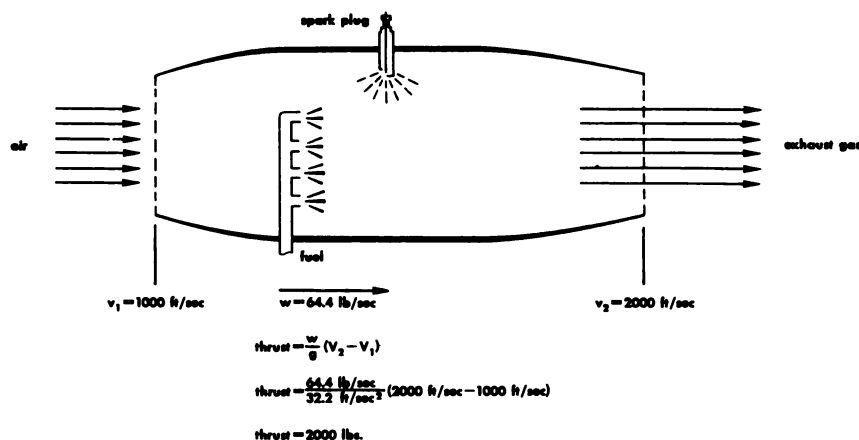 spark plug
air
exhaust gas
fuel
v₁=1000 ft/sec
w=64.4 lb/sec
v₂=2000 ft/sec
thrust=w/g (V₂−V₁)
thrust=64.4 lb/sec/32.2 ft/sec² (2000 ft/sec−1000 ft/sec)
thrust=2000 lbs.